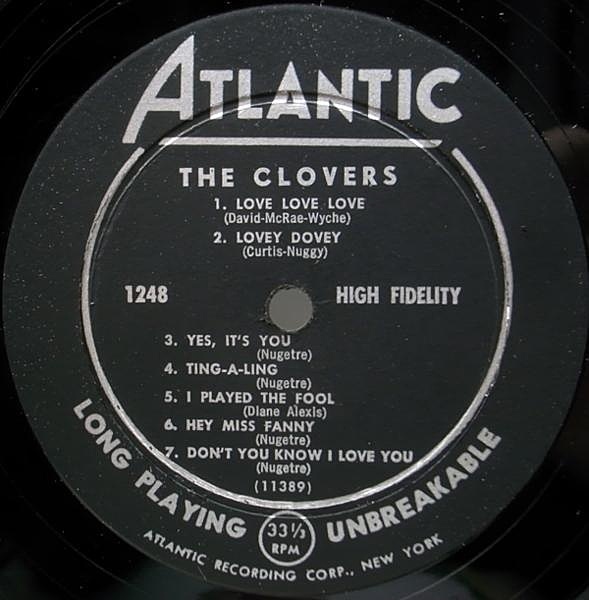 ATLANTIC
THE CLOVERS
1. LOVE LOVE LOVE
(David-McRae-Wyche)
2. LOVEY DOVEY
(Curtis-Nuggy)
1248 HIGH FIDELITY
3. YES, IT'S YOU
(Nugetre)
4. TING-A-LING
(Nugetre)
5. I PLAYED THE FOOL
(Diane Alexis)
6. HEY MISS FANNY
(Nugetre)
7. DON'T YOU KNOW I LOVE YOU
(Nugetre)
(11389)
LONG PLAYING 33 1/3 RPM UNBREAKABLE
ATLANTIC RECORDING CORP., NEW YORK